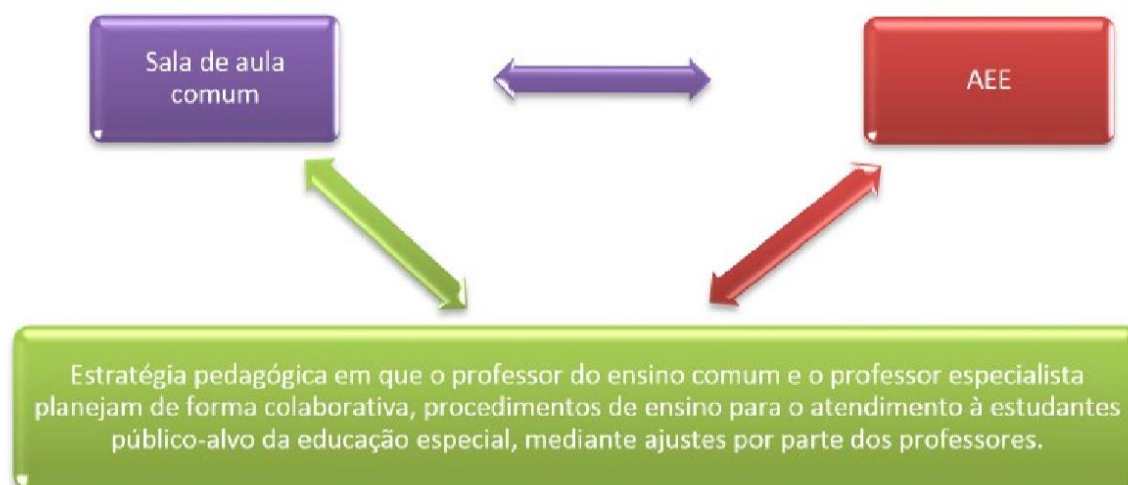 Sala de aula
comum
AEE
Estratégia pedagógica em que o professor do ensino comum e o professor especialista
planejam de forma colaborativa, procedimentos de ensino para o atendimento à estudantes
público-alvo da educação especial, mediante ajustes por parte dos professores.